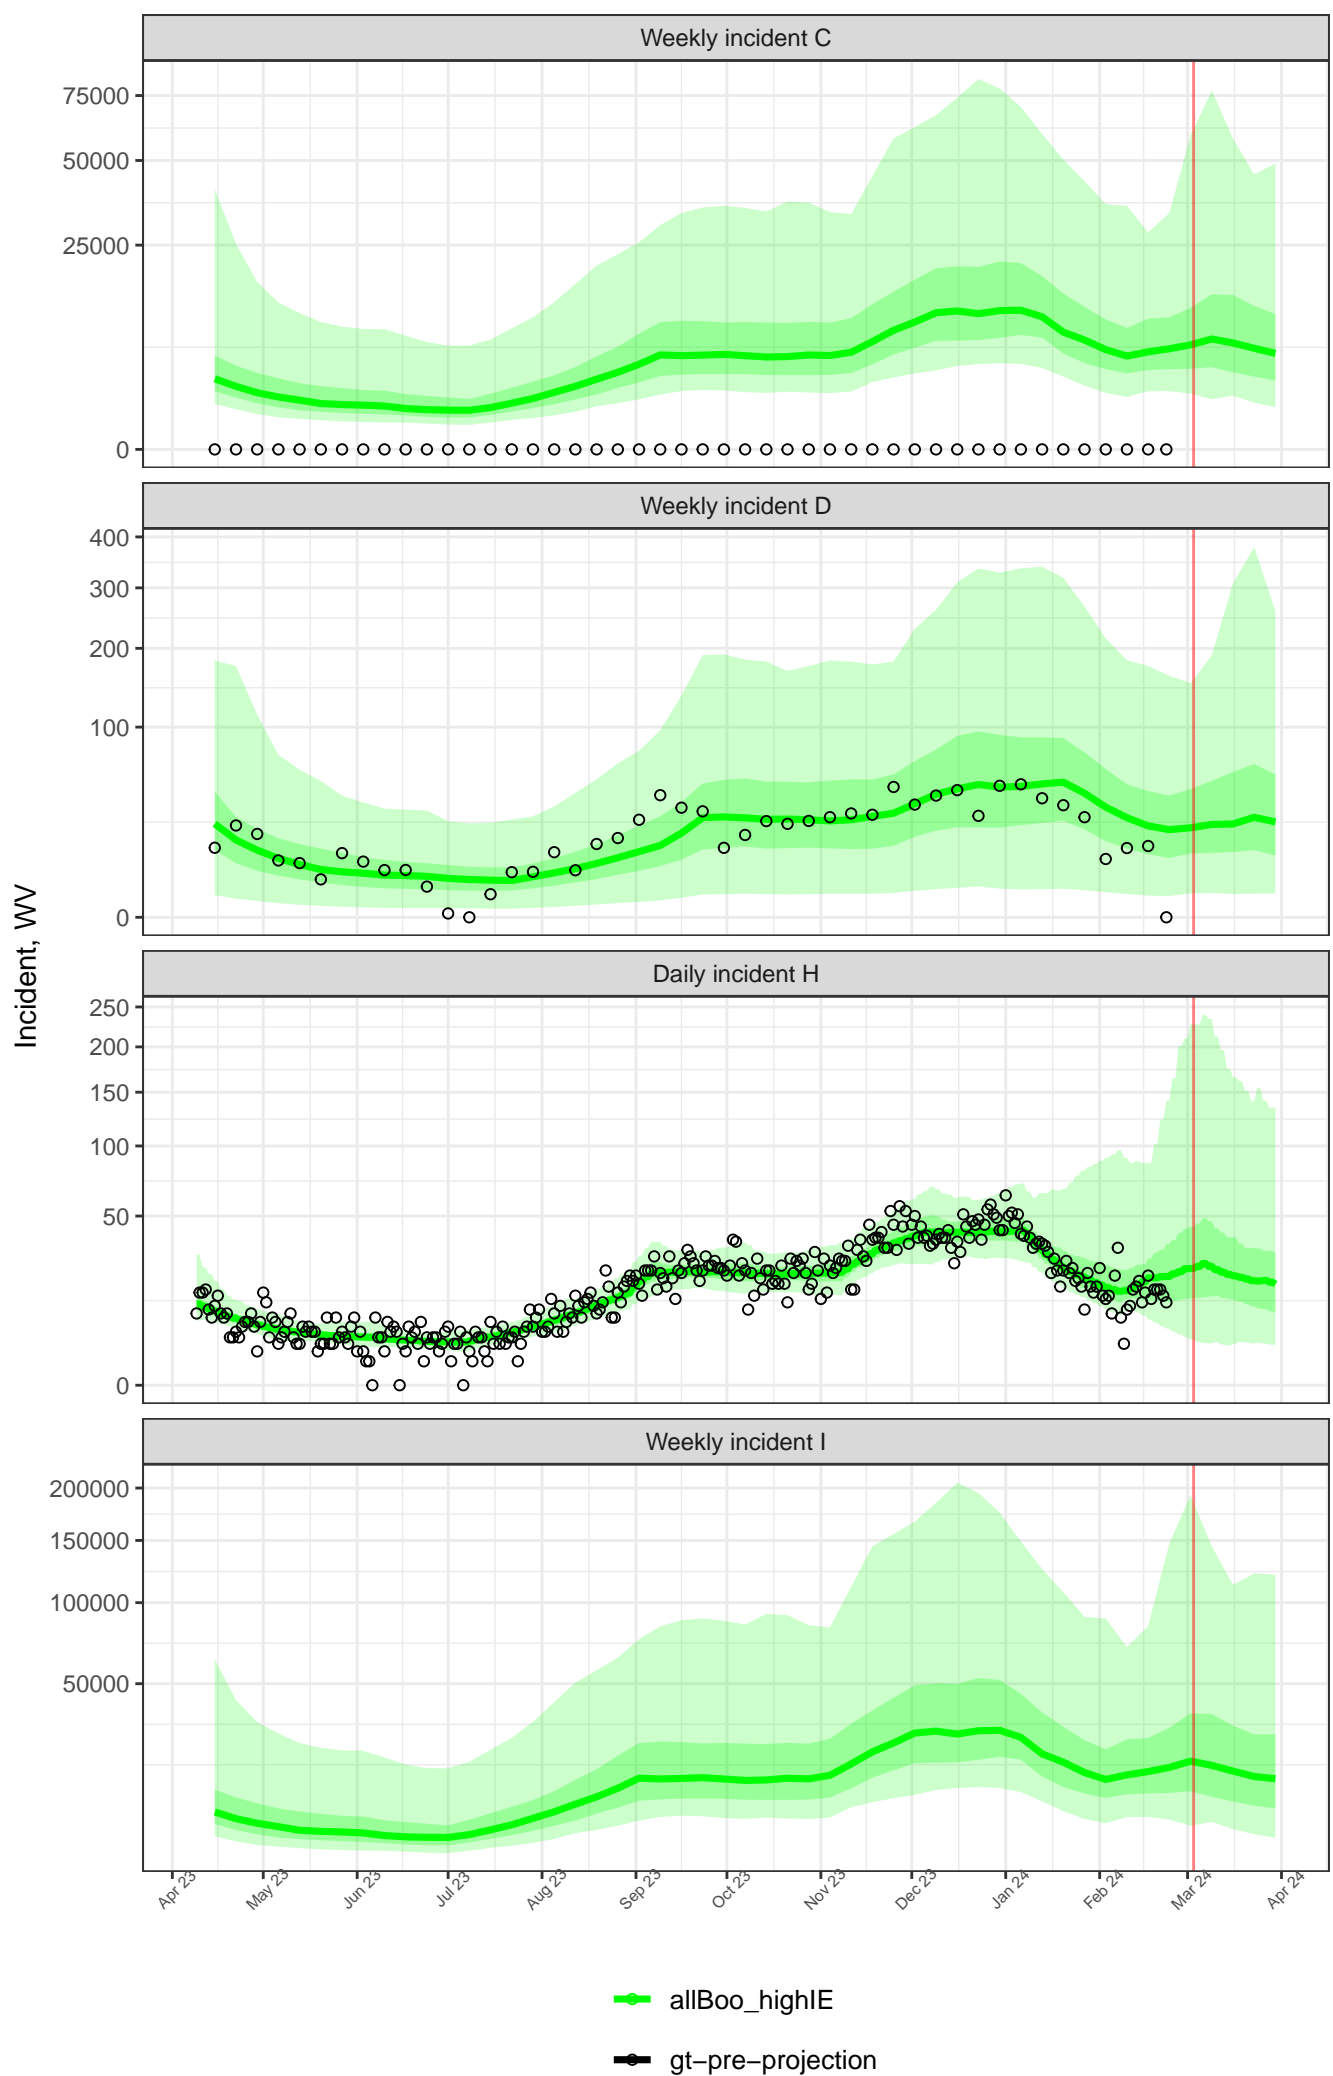 Weekly incident C
75000
50000
25000
0
Weekly incident D
400
300
200
100
0
Daily incident H
250
200
150
100
50
0
Weekly incident I
200000
150000
100000
50000
Incident, WV
Apr 23
May 23
Jun 23
Jul 23
Aug 23
Sep 23
Oct 23
Nov 23
Dec 23
Jan 24
Feb 24
Mar 24
Apr 24
allBoo_highIE
gt−pre−projection